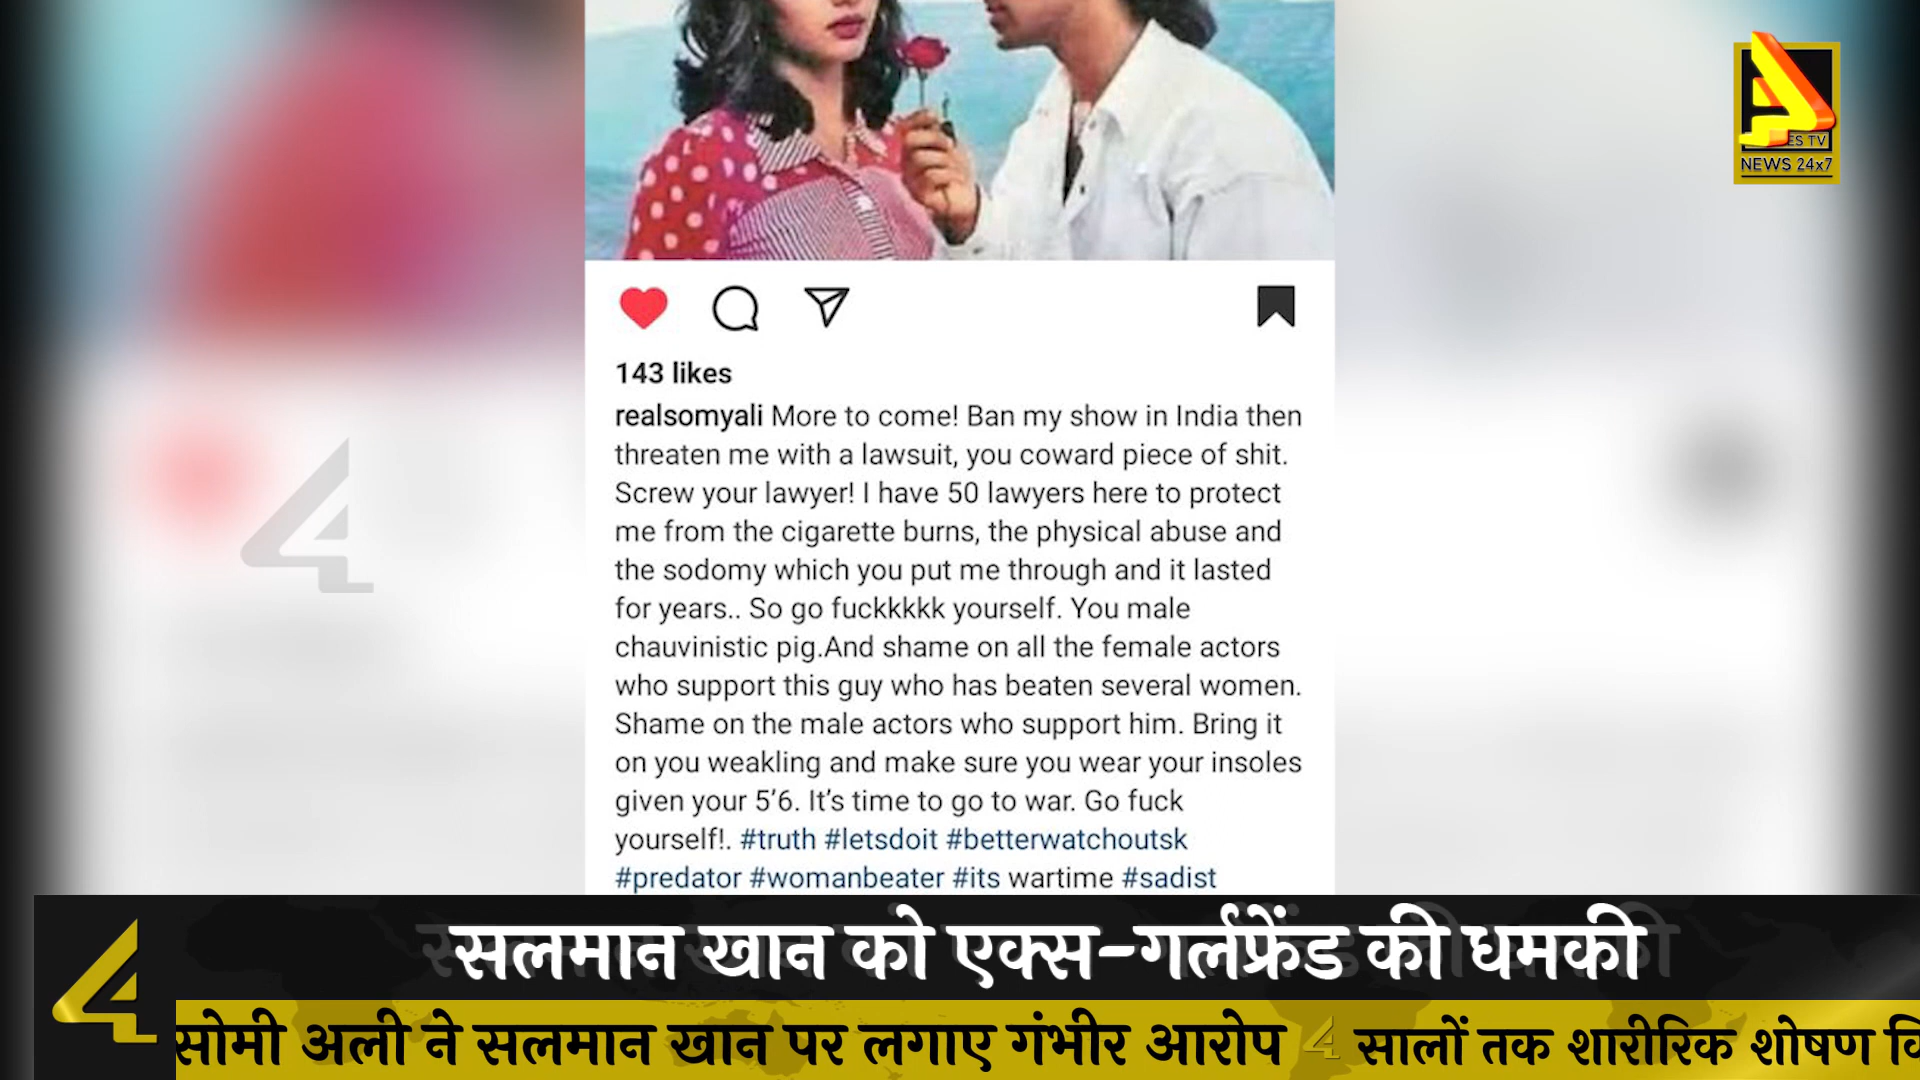 ES TV
NEWS 24x7
143 likes
realsomyali More to come! Ban my show in India then
threaten me with a lawsuit, you coward piece of shit.
Screw your lawyer! I have 50 lawyers here to protect
me from the cigarette burns, the physical abuse and
the sodomy which you put me through and it lasted
for years.. So go fuckkkkk yourself. You male
chauvinistic pig.And shame on all the female actors
who support this guy who has beaten several women.
Shame on the male actors who support him. Bring it
on you weakling and make sure you wear your insoles
given your 5’6. It’s time to go to war. Go fuck
yourself!. #truth #letsdoit #betterwatchoutsk
#predator #womanbeater #its wartime #sadist
सलमान खान को एक्स-गर्लफ्रेंड की धमकी
सोमी अली ने सलमान खान पर लगाए गंभीर आरोप 4 सालों तक शारीरिक शोषण